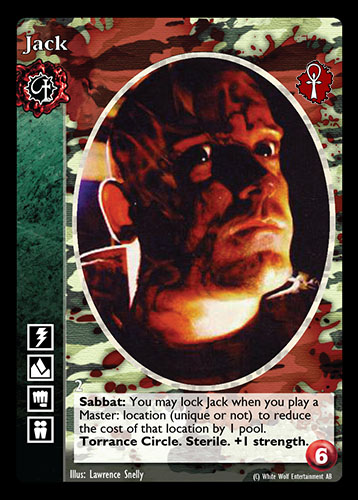 Jack
2
Sabbat: You may lock Jack when you play a
Master: location (unique or not) to reduce
the cost of that location by 1 pool.
Torrance Circle. Sterile. +1 strength.
6
Illus: Lawrence Snelly
(C) White Wolf Entertainment AB